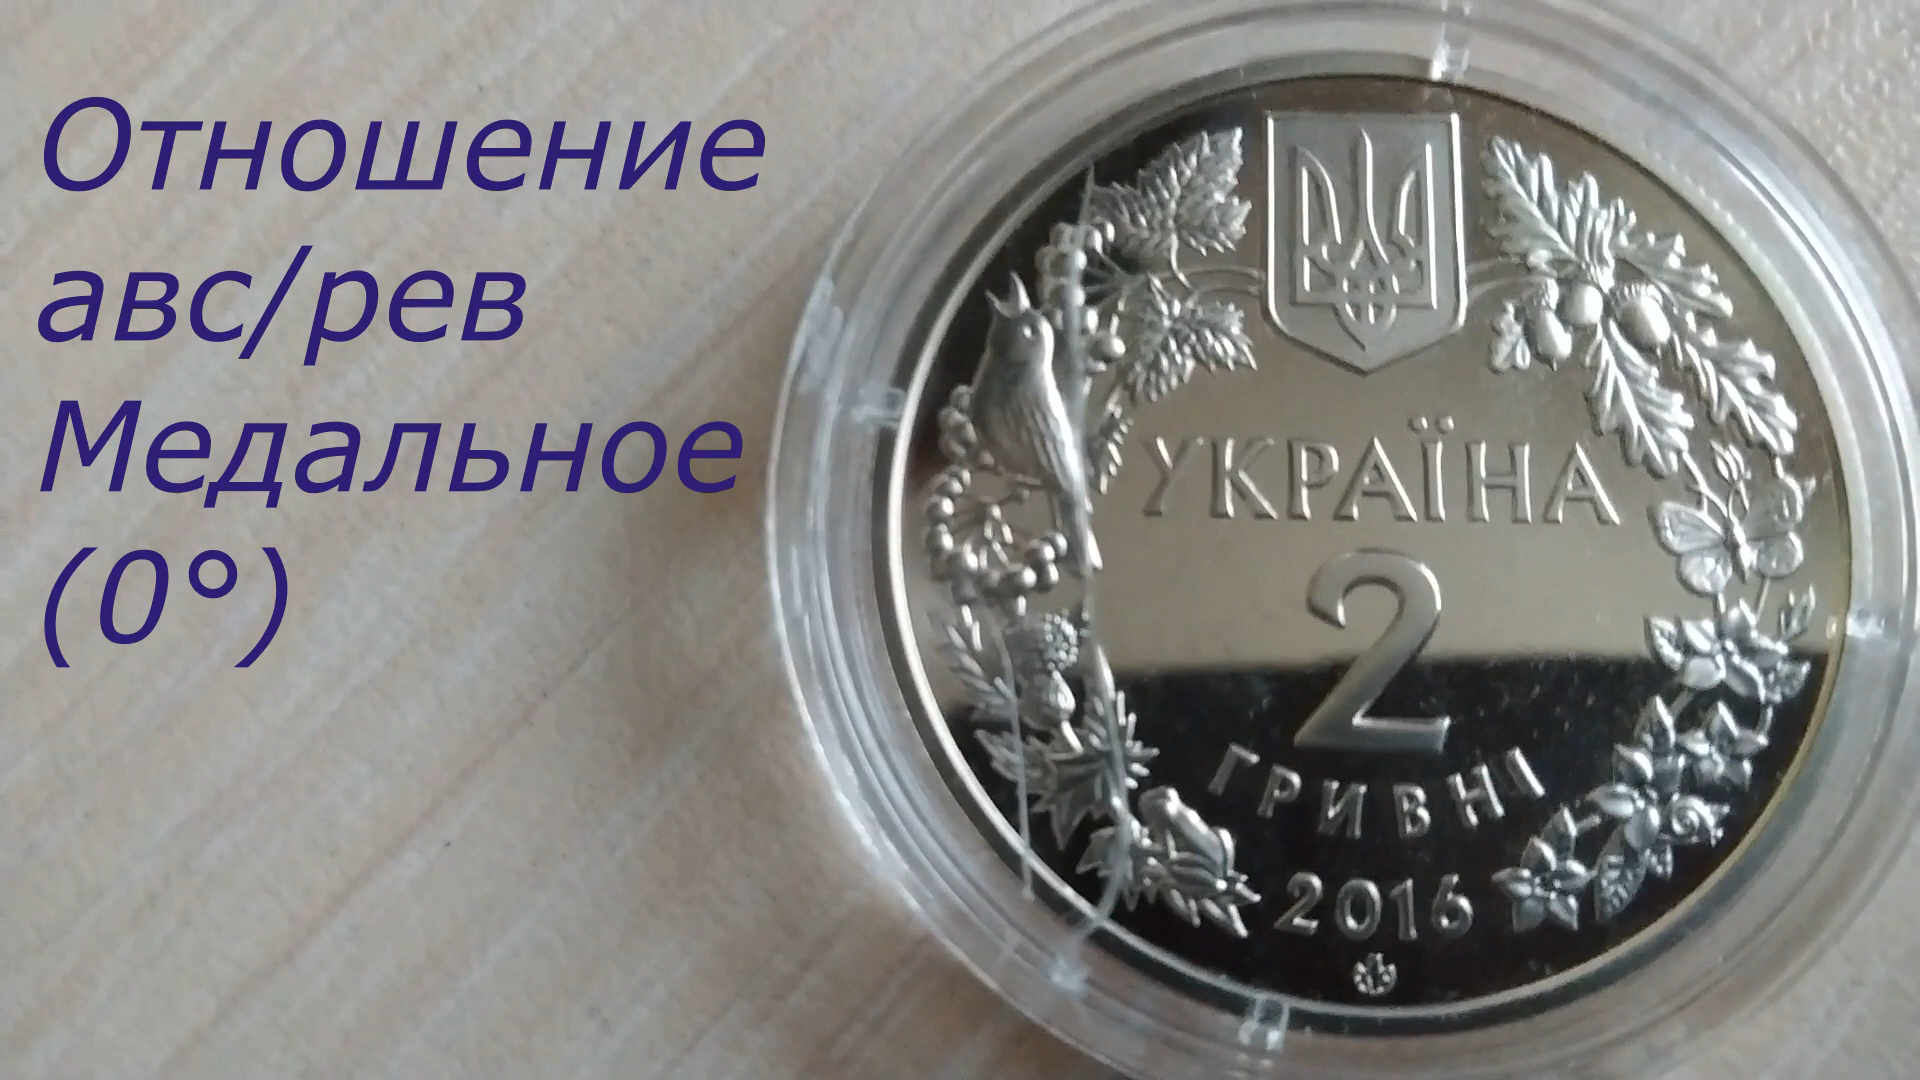 Отношение
авс/рев
Медальное
(0°)
УКРАЇНА
2
ГРИВНІ
2016